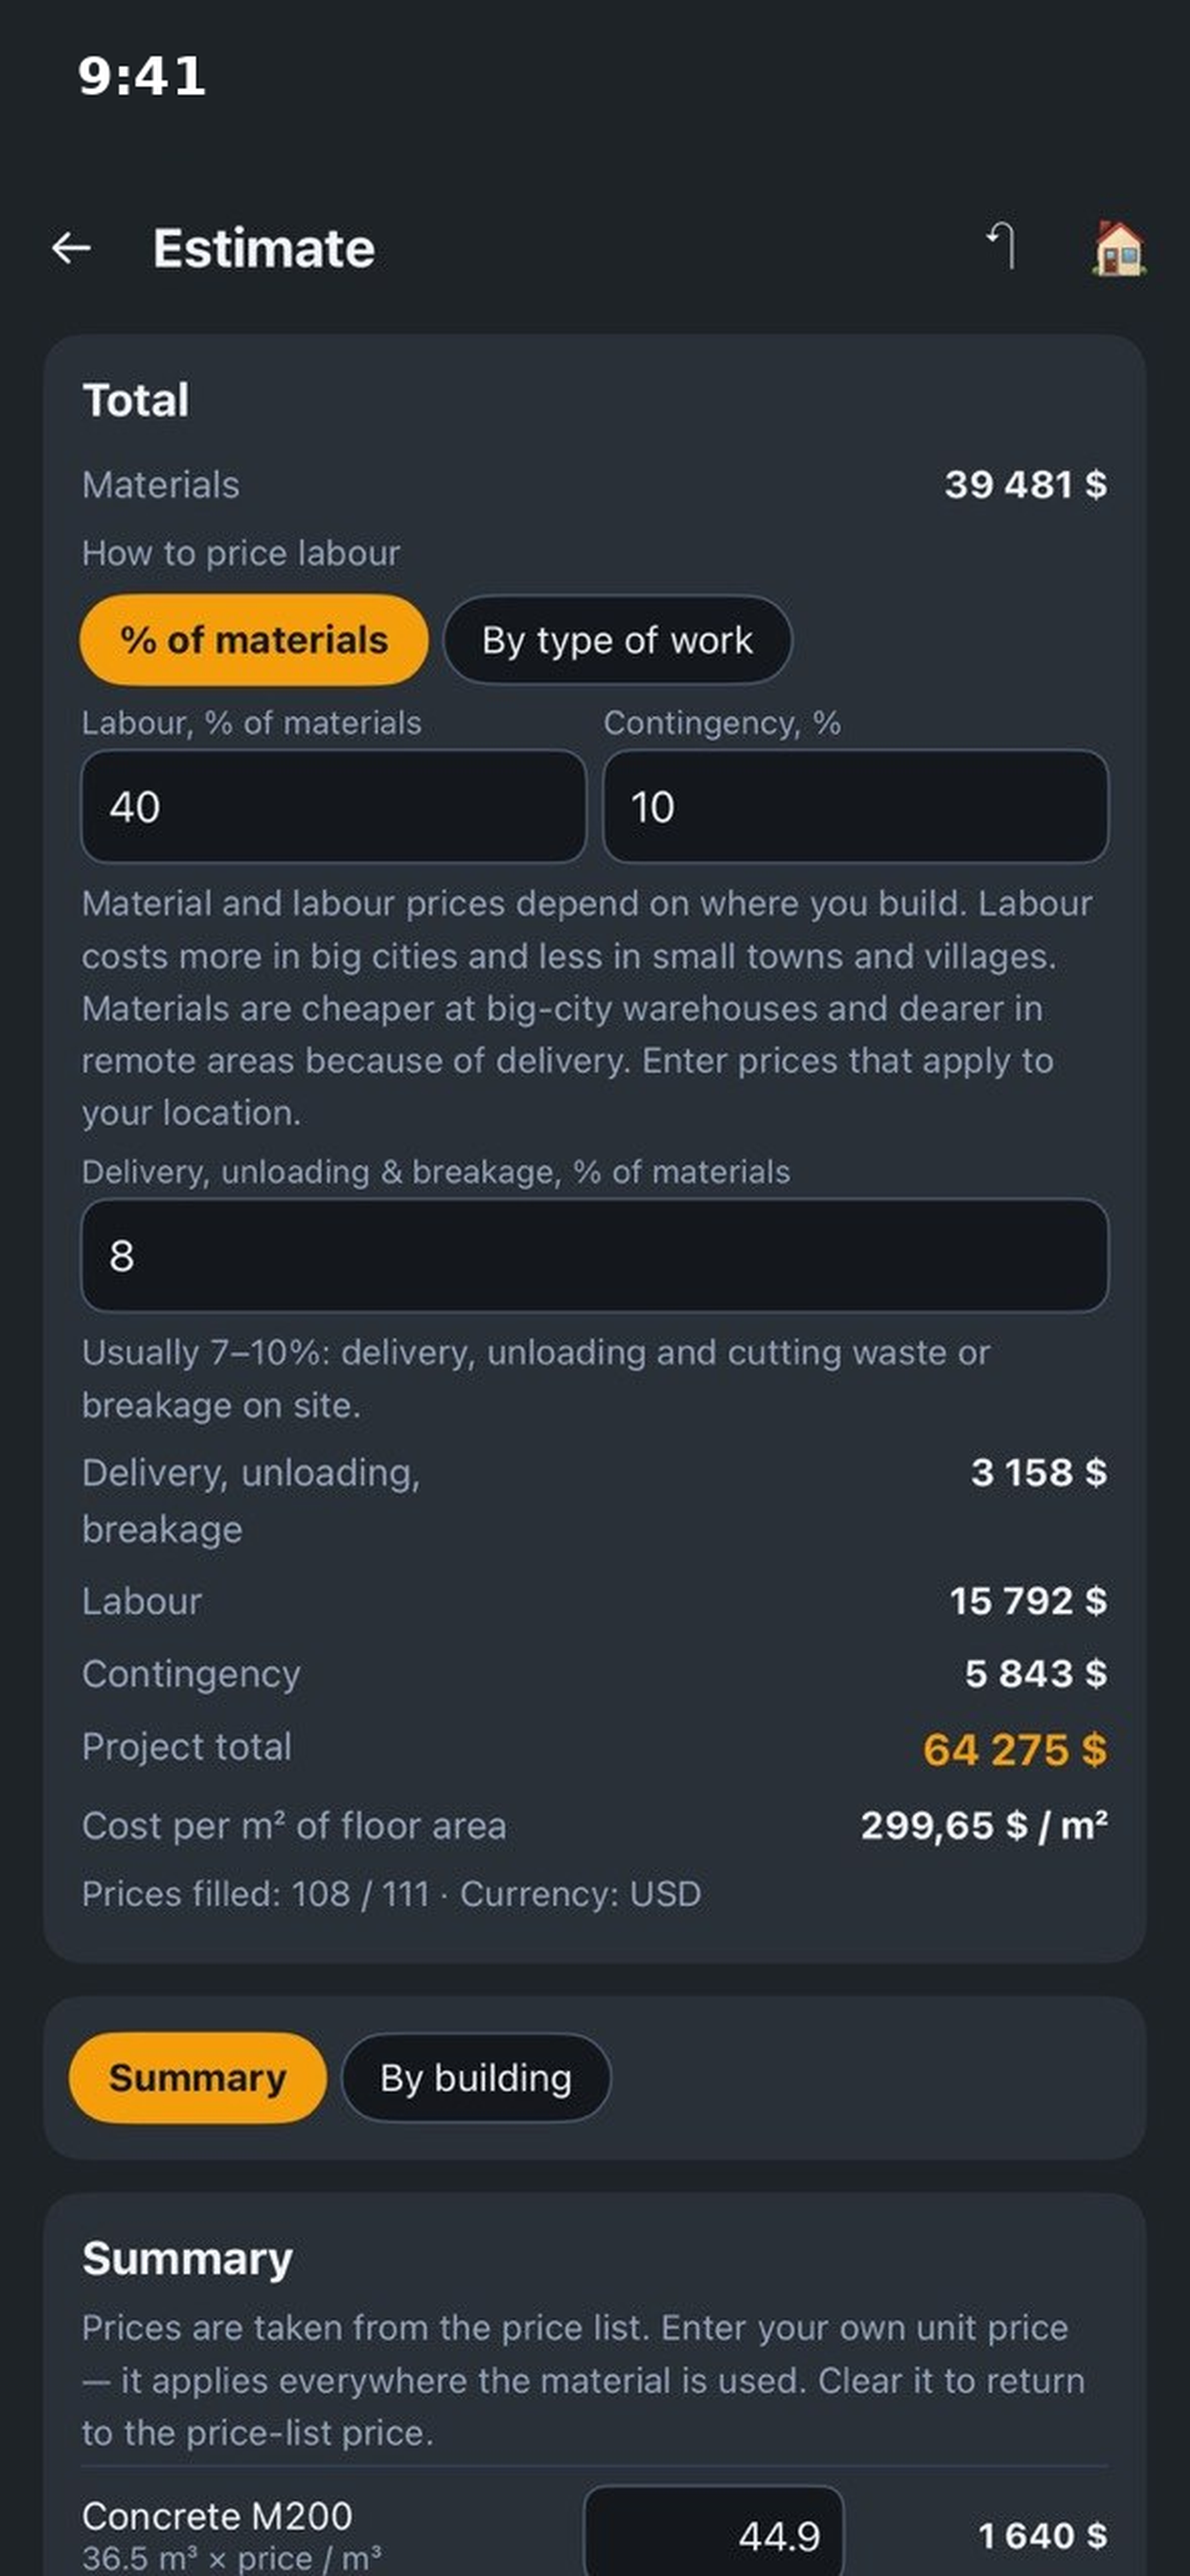 9:41
Estimate
Total
Materials 39 481 $
How to price labour
% of materials By type of work
Labour, % of materials Contingency, %
40 10
Material and labour prices depend on where you build. Labour
costs more in big cities and less in small towns and villages.
Materials are cheaper at big-city warehouses and dearer in
remote areas because of delivery. Enter prices that apply to
your location.
Delivery, unloading & breakage, % of materials
8
Usually 7–10%: delivery, unloading and cutting waste or
breakage on site.
Delivery, unloading, 3 158 $
breakage
Labour 15 792 $
Contingency 5 843 $
Project total 64 275 $
Cost per m² of floor area 299,65 $ / m²
Prices filled: 108 / 111 · Currency: USD
Summary By building
Summary
Prices are taken from the price list. Enter your own unit price
— it applies everywhere the material is used. Clear it to return
to the price-list price.
Concrete M200 44.9 1 640 $
36.5 m³ × price / m³